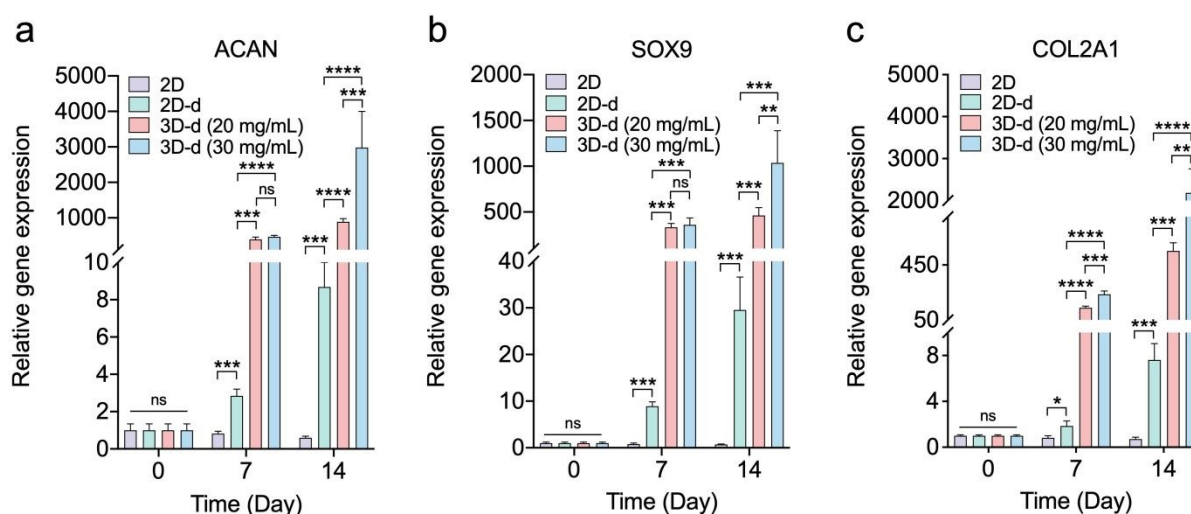 a
ACAN
Relative gene expression
5000
4000
3000
2000
1000
10
8
6
4
2
0
2D
2D-d
3D-d (20 mg/mL)
3D-d (30 mg/mL)
ns
***
***
ns
****
***
****
***
****
0
7
14
Time (Day)
b
SOX9
Relative gene expression
2000
1500
1000
500
40
30
20
10
0
2D
2D-d
3D-d (20 mg/mL)
3D-d (30 mg/mL)
ns
***
***
ns
***
***
***
**
***
0
7
14
Time (Day)
c
COL2A1
Relative gene expression
5000
4000
3000
2000
450
50
8
4
2
0
2D
2D-d
3D-d (20 mg/mL)
3D-d (30 mg/mL)
ns
*
****
***
****
***
***
****
0
7
14
Time (Day)